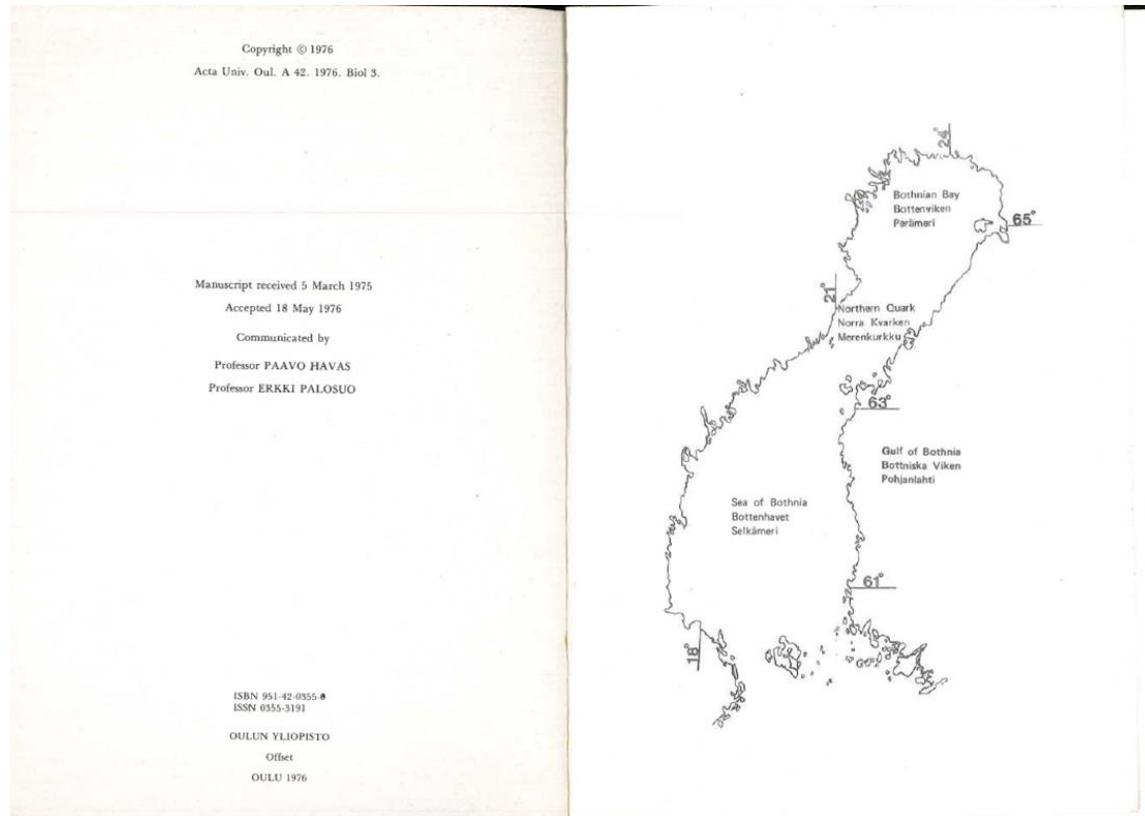 Copyright © 1976
Acta Univ. Oul. A 42. 1976. Biol 3.
Manuscript received 5 March 1975
Accepted 18 May 1976
Communicated by
Professor PAAVO HAVAS
Professor ERKKI PALOSUO
ISBN 951-42-0355-
ISSN 0355-3191
OULUN YLIOPISTO
Offset
OULU 1976
24°
Bothnian Bay
Bottenviken
Perämeri
65°
21°
Northern Quark
Norra Kvarken
Merenkurkku
63°
Gulf of Bothnia
Bottniska Viken
Pohjanlahti
Sea of Bothnia
Bottenhavet
Selkämeri
61°
18°